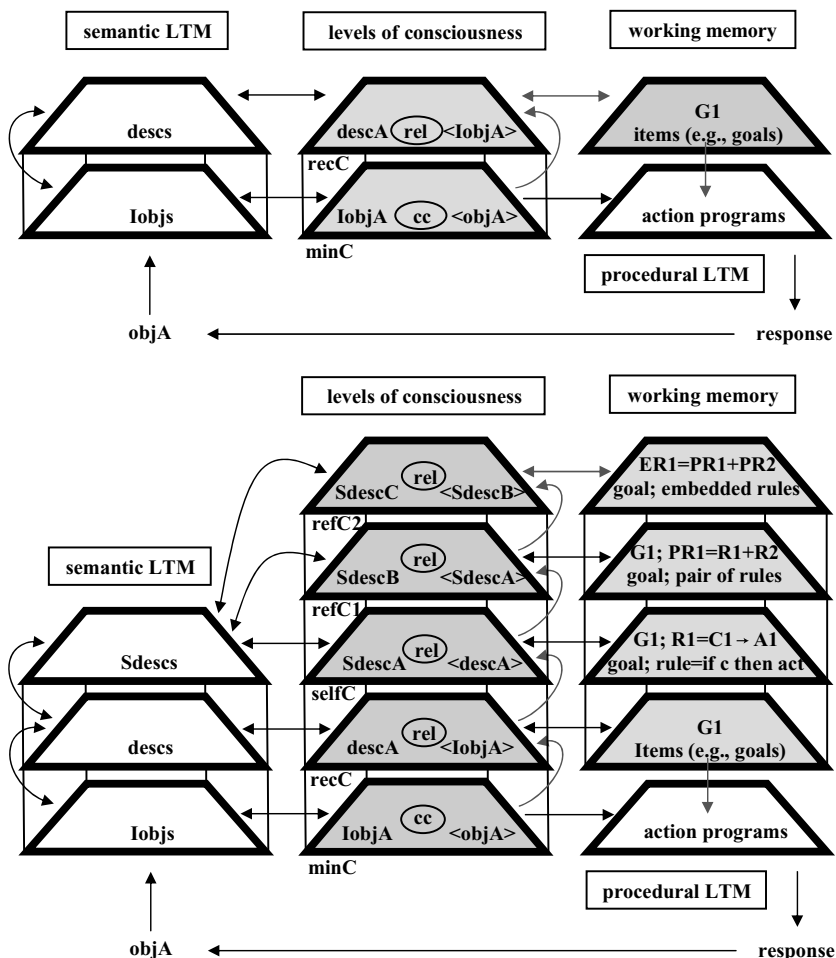 semantic LTM
levels of consciousness
working memory
descs
descA rel <IobjA>
G1
items (e.g., goals)
recC
Iobjs
IobjA cc <objA>
action programs
minC
procedural LTM
objA
response
levels of consciousness
working memory
SdescC rel <SdescB>
ER1=PR1+PR2
goal; embedded rules
refC2
semantic LTM
SdescB rel <SdescA>
G1; PR1=R1+R2
goal; pair of rules
refC1
Sdescs
SdescA rel <descA>
G1; R1=C1→A1
goal; rule=if c then act
selfC
descs
descA rel <IobjA>
G1
Items (e.g., goals)
recC
Iobjs
IobjA cc <objA>
action programs
minC
procedural LTM
objA
response